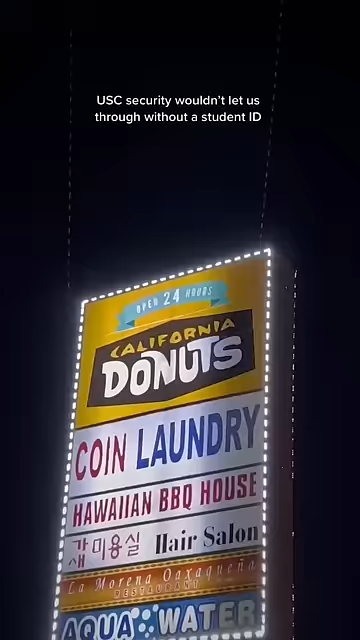 USC security wouldn't let us
through without a student ID
OPEN 24 HOURS
CALIFORNIA
DONUTS
COIN LAUNDRY
HAWAIIAN BBQ HOUSE
미용실 Hair Salon
La Morena Oaxaqueña
RESTAURANT
AQUA WATER